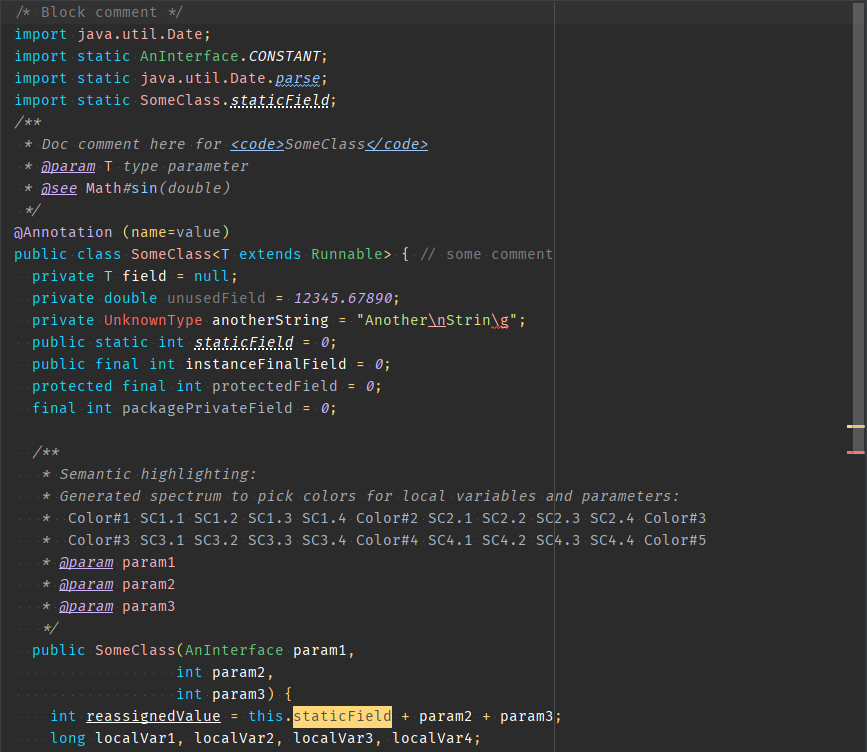 /* Block comment */
import java.util.Date;
import static AnInterface.CONSTANT;
import static java.util.Date.parse;
import static SomeClass.staticField;
/**
 * Doc comment here for <code>SomeClass</code>
 * @param T type parameter
 * @see Math#sin(double)
 */
@Annotation (name=value)
public class SomeClass<T extends Runnable> { // some comment
  private T field = null;
  private double unusedField = 12345.67890;
  private UnknownType anotherString = "Another\nStrin\g";
  public static int staticField = 0;
  public final int instanceFinalField = 0;
  protected final int protectedField = 0;
  final int packagePrivateField = 0;

  /**
   * Semantic highlighting:
   * Generated spectrum to pick colors for local variables and parameters:
   *  Color#1 SC1.1 SC1.2 SC1.3 SC1.4 Color#2 SC2.1 SC2.2 SC2.3 SC2.4 Color#3
   *  Color#3 SC3.1 SC3.2 SC3.3 SC3.4 Color#4 SC4.1 SC4.2 SC4.3 SC4.4 Color#5
   * @param param1
   * @param param2
   * @param param3
   */
  public SomeClass(AnInterface param1,
                  int param2,
                  int param3) {
    int reassignedValue = this.staticField + param2 + param3;
    long localVar1, localVar2, localVar3, localVar4;